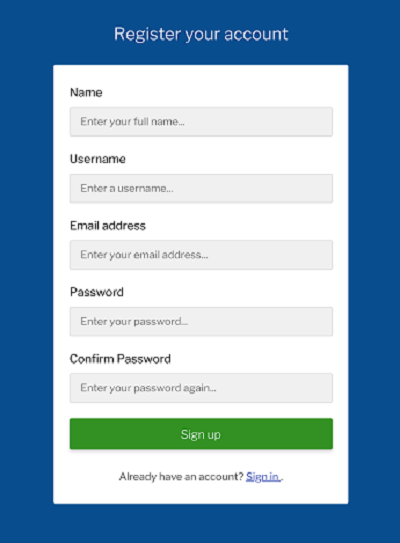 Register your account
Name
Enter your full name...
Username
Enter a username...
Email address
Enter your email address...
Password
Enter your password...
Confirm Password
Enter your password again...
Sign up
Already have an account? Sign in .